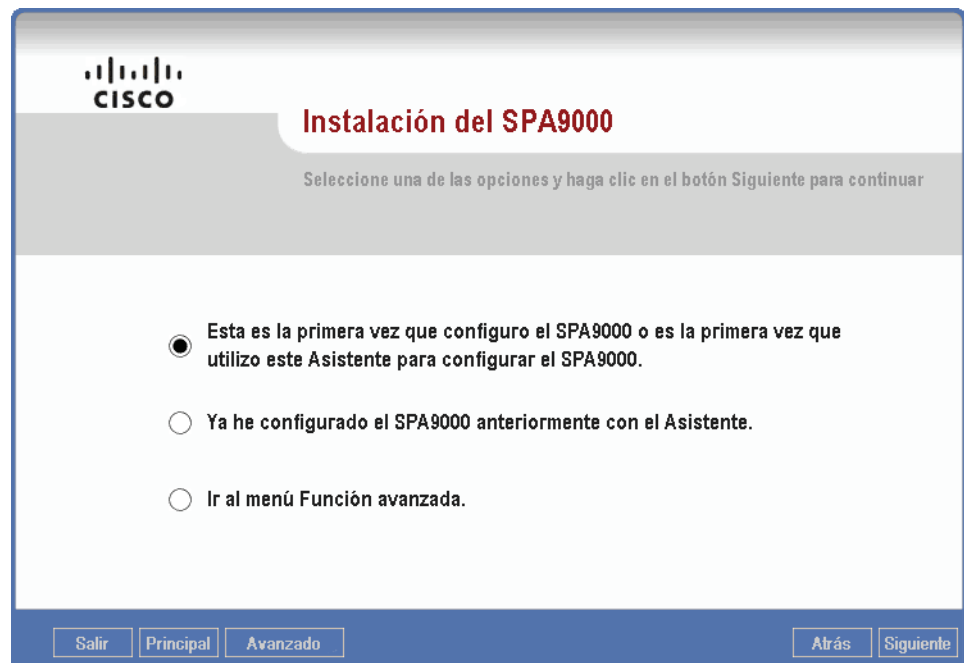 CISCO
Instalación del SPA9000
Seleccione una de las opciones y haga clic en el botón Siguiente para continuar
Esta es la primera vez que configuro el SPA9000 o es la primera vez que
utilizo este Asistente para configurar el SPA9000.
Ya he configurado el SPA9000 anteriormente con el Asistente.
Ir al menú Función avanzada.
Salir Principal Avanzado Atrás Siguiente